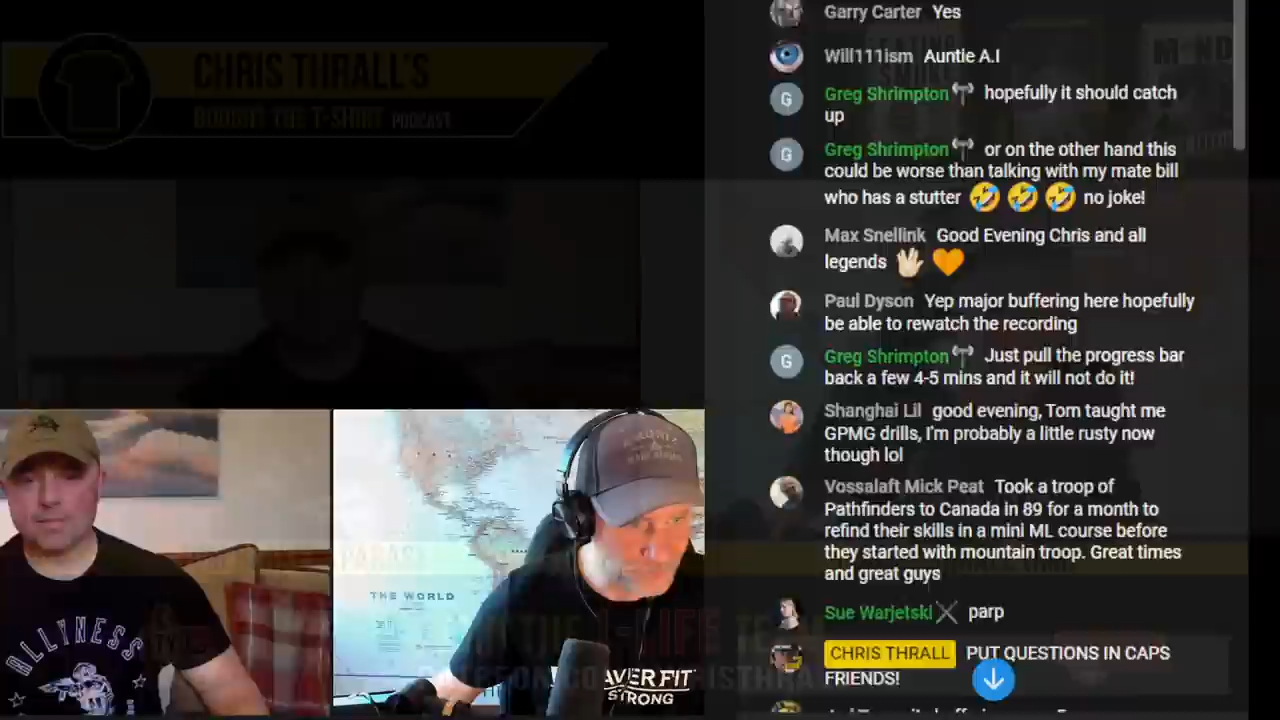 CHRIS THRALL'S
BOUGHT THE T-SHIRT PODCAST
Garry Carter Yes
Will111ism Auntie A.I
G Greg Shrimpton hopefully it should catch
up
G Greg Shrimpton or on the other hand this
could be worse than talking with my mate bill
who has a stutter 🤣 🤣 🤣 no joke!
Max Snellink Good Evening Chris and all
legends 🖖🏻 🧡
Paul Dyson Yep major buffering here hopefully
be able to rewatch the recording
G Greg Shrimpton Just pull the progress bar
back a few 4-5 mins and it will not do it!
Shanghai Lil good evening, Tom taught me
GPMG drills, I'm probably a little rusty now
though lol
Vossalaft Mick Peat Took a troop of
Pathfinders to Canada in 89 for a month to
refind their skills in a mini ML course before
they started with mountain troop. Great times
and great guys
Sue Warjetski parp
CHRIS THRALL PUT QUESTIONS IN CAPS
FRIENDS!
ALLYNESS
THE WORLD
AVER FIT
STRONG